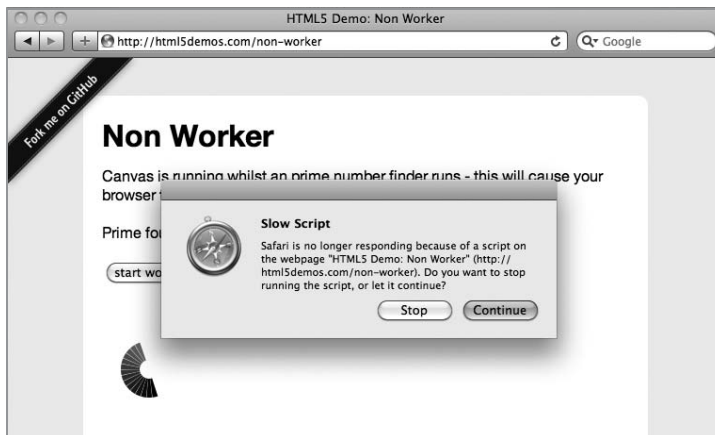 HTML5 Demo: Non Worker
http://html5demos.com/non-worker
Google
Fork me on GitHub
Non Worker
Canvas is running whilst an prime number finder runs - this will cause your
browser
Prime
start
Slow Script
Safari is no longer responding because of a script on
the webpage "HTML5 Demo: Non Worker" (http://
html5demos.com/non-worker). Do you want to stop
running the script, or let it continue?
Stop
Continue